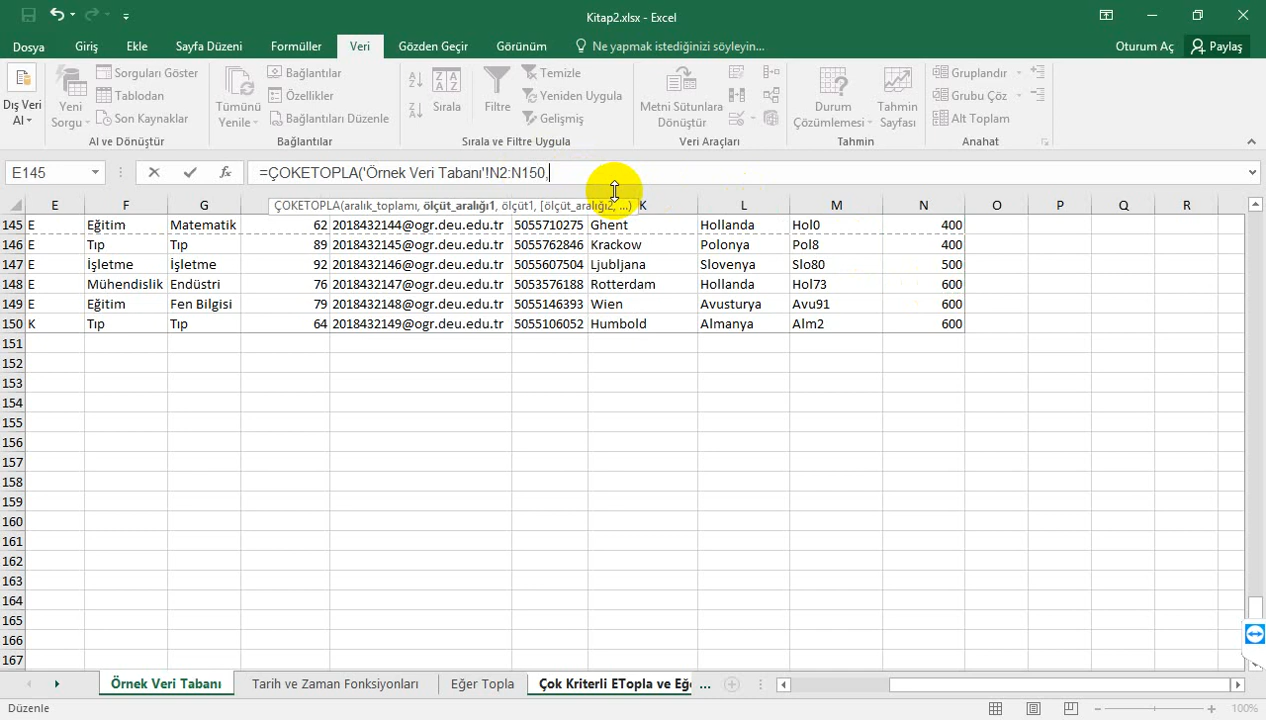 Kitap2.xlsx - Excel
Dosya Giriş Ekle Sayfa Düzeni Formüller Veri Gözden Geçir Görünüm Ne yapmak istediğinizi söyleyin... Oturum Aç Paylaş
Dış Veri Al
Yeni Sorgu
Sorguları Göster
Tablodan
Son Kaynaklar
Al ve Dönüştür
Tümünü Yenile
Bağlantılar
Özellikler
Bağlantıları Düzenle
Bağlantılar
Sırala
Filtre
Temizle
Yeniden Uygula
Gelişmiş
Sırala ve Filtre Uygula
Metni Sütunlara Dönüştür
Veri Araçları
Durum Çözümlemesi
Tahmin Sayfası
Tahmin
Gruplandır
Grubu Çöz
Alt Toplam
Anahat
E145 fx =ÇOKETOPLA('Örnek Veri Tabanı'!N2:N150,
ÇOKETOPLA(aralık_toplamı, ölçüt_aralığı1, ölçüt1, [ölçüt_aralığı2, ...)
E F G K L M N O P Q R
145 E Eğitim Matematik 62 2018432144@ogr.deu.edu.tr 5055710275 Ghent Hollanda Hol0 400
146 E Tıp Tıp 89 2018432145@ogr.deu.edu.tr 5055762846 Krackow Polonya Pol8 400
147 E İşletme İşletme 92 2018432146@ogr.deu.edu.tr 5055607504 Ljubljana Slovenya Slo80 500
148 E Mühendislik Endüstri 76 2018432147@ogr.deu.edu.tr 5053576188 Rotterdam Hollanda Hol73 600
149 E Eğitim Fen Bilgisi 79 2018432148@ogr.deu.edu.tr 5055146393 Wien Avusturya Avu91 600
150 K Tıp Tıp 64 2018432149@ogr.deu.edu.tr 5055106052 Humbold Almanya Alm2 600
151
152
153
154
155
156
157
158
159
160
161
162
163
164
165
166
167
Örnek Veri Tabanı Tarih ve Zaman Fonksiyonları Eğer Topla Çok Kriterli ETopla ve Eğe ...
Düzenle 100%